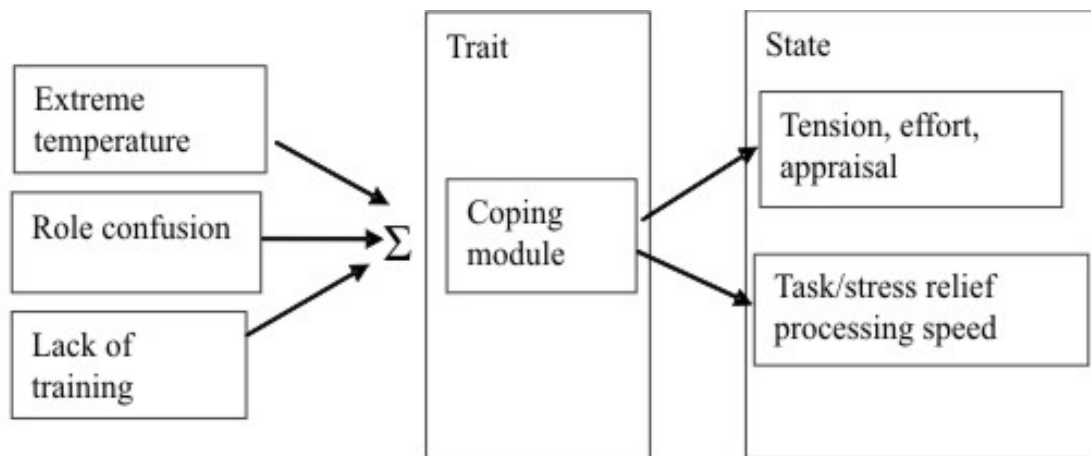 Extreme
temperature
Role confusion
Lack of
training
Σ
Trait
Coping
module
State
Tension, effort,
appraisal
Task/stress relief
processing speed